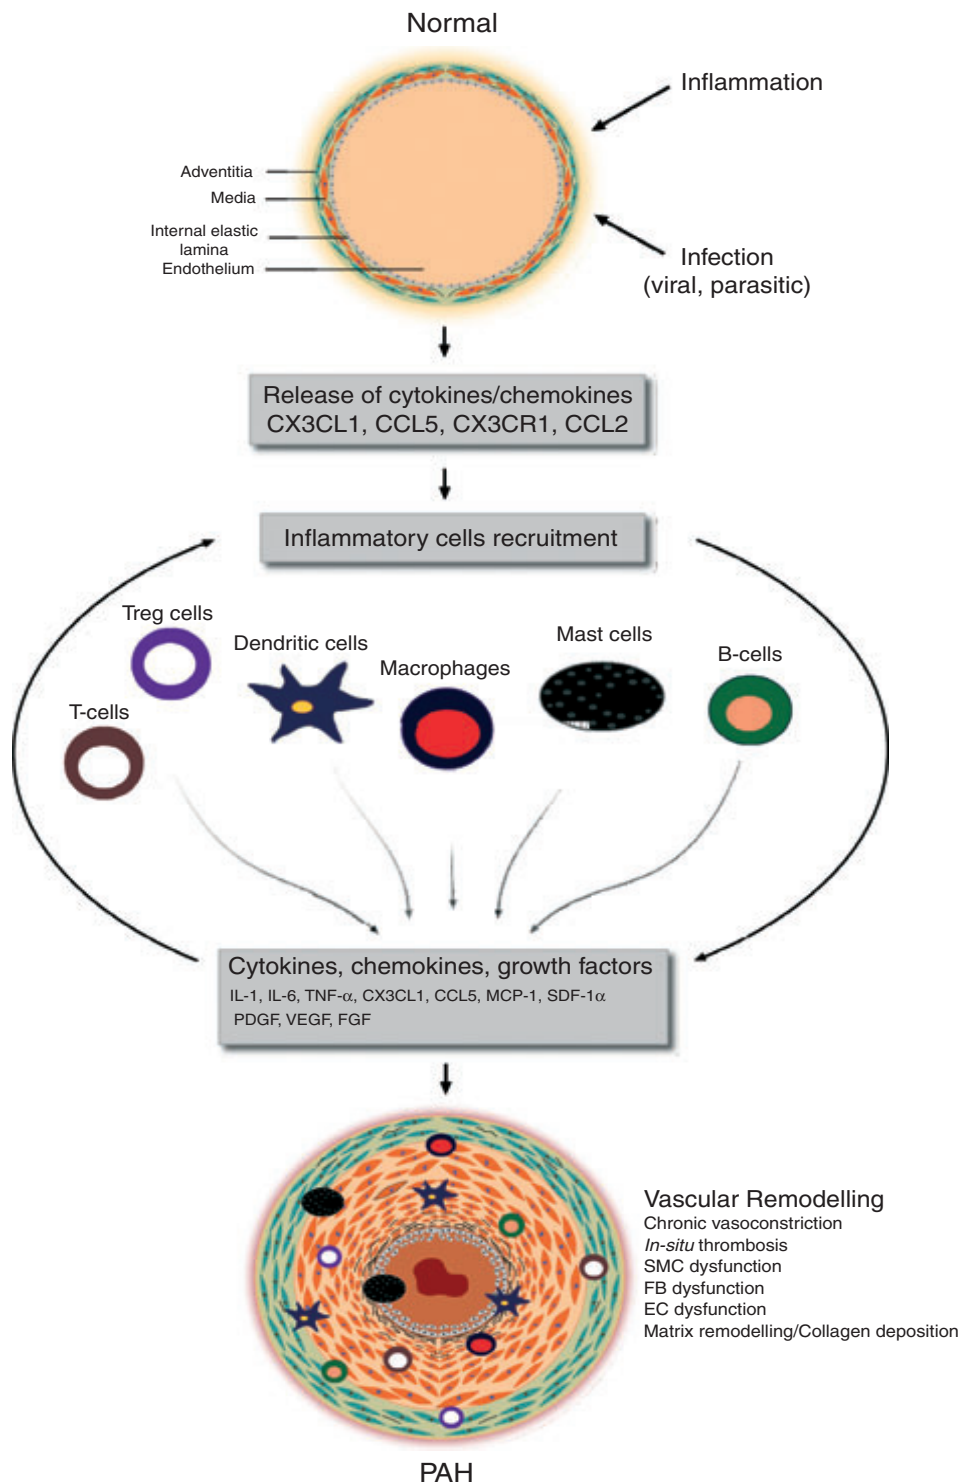 Normal
Inflammation
Adventitia
Media
Internal elastic
lamina
Endothelium
Infection
(viral, parasitic)
Release of cytokines/chemokines
CX3CL1, CCL5, CX3CR1, CCL2
Inflammatory cells recruitment
Treg cells
Dendritic cells
Macrophages
Mast cells
B-cells
T-cells
Cytokines, chemokines, growth factors
IL-1, IL-6, TNF-α, CX3CL1, CCL5, MCP-1, SDF-1α
PDGF, VEGF, FGF
Vascular Remodelling
Chronic vasoconstriction
In-situ thrombosis
SMC dysfunction
FB dysfunction
EC dysfunction
Matrix remodelling/Collagen deposition
PAH